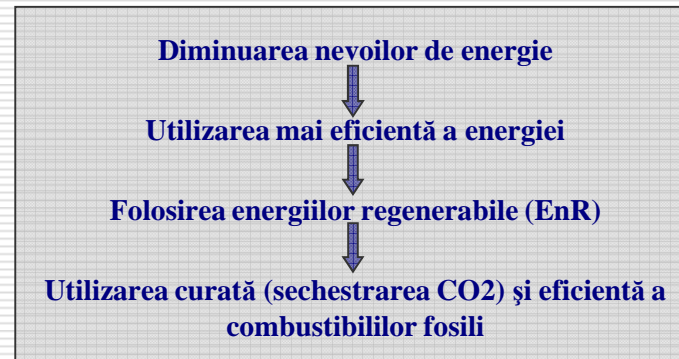 Diminuarea nevoilor de energie
Utilizarea mai eficientă a energiei
Folosirea energiilor regenerabile (EnR)
Utilizarea curată (sechestrarea CO2) şi eficientă a
combustibililor fosili